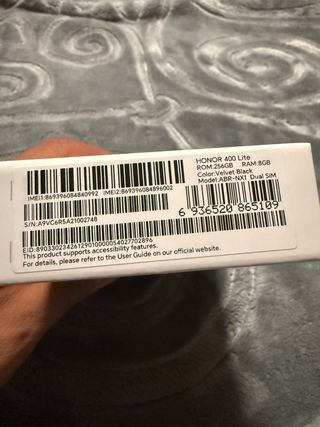 HONOR 400 Lite
ROM:256GB RAM:8GB
Color:Velvet Black
Model:ABR-NX1 Dual SIM
IMEI1:869396084840992 IMEI2:869396084896002
S/N:A9VC6R5A21002748
6 936520 865109
EID:89033023426129010000054027702896
This product supports accessibility features.
For details, please refer to the User Guide on our official website.